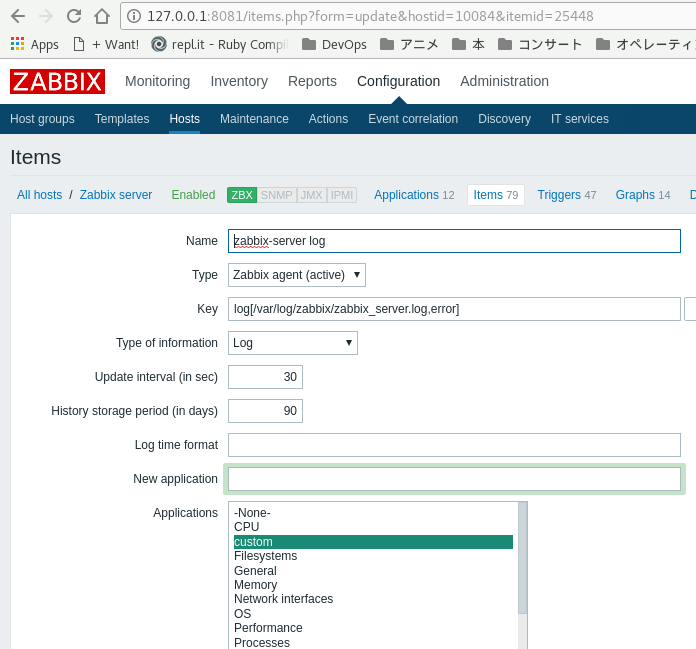 127.0.0.1:8081/items.php?form=update&hostid=10084&itemid=25448
Apps + Want! repl.it - Ruby Compi DevOps アニメ 本 コンサート オペレーティ
ZABBIX Monitoring Inventory Reports Configuration Administration
Host groups Templates Hosts Maintenance Actions Event correlation Discovery IT services
Items
All hosts / Zabbix server Enabled ZBX SNMP JMX IPMI Applications 12 Items 79 Triggers 47 Graphs 14 D
Name zabbix-server log
Type Zabbix agent (active)
Key log[/var/log/zabbix/zabbix_server.log,error]
Type of information Log
Update interval (in sec) 30
History storage period (in days) 90
Log time format
New application
Applications -None-
CPU
custom
Filesystems
General
Memory
Network interfaces
OS
Performance
Processes